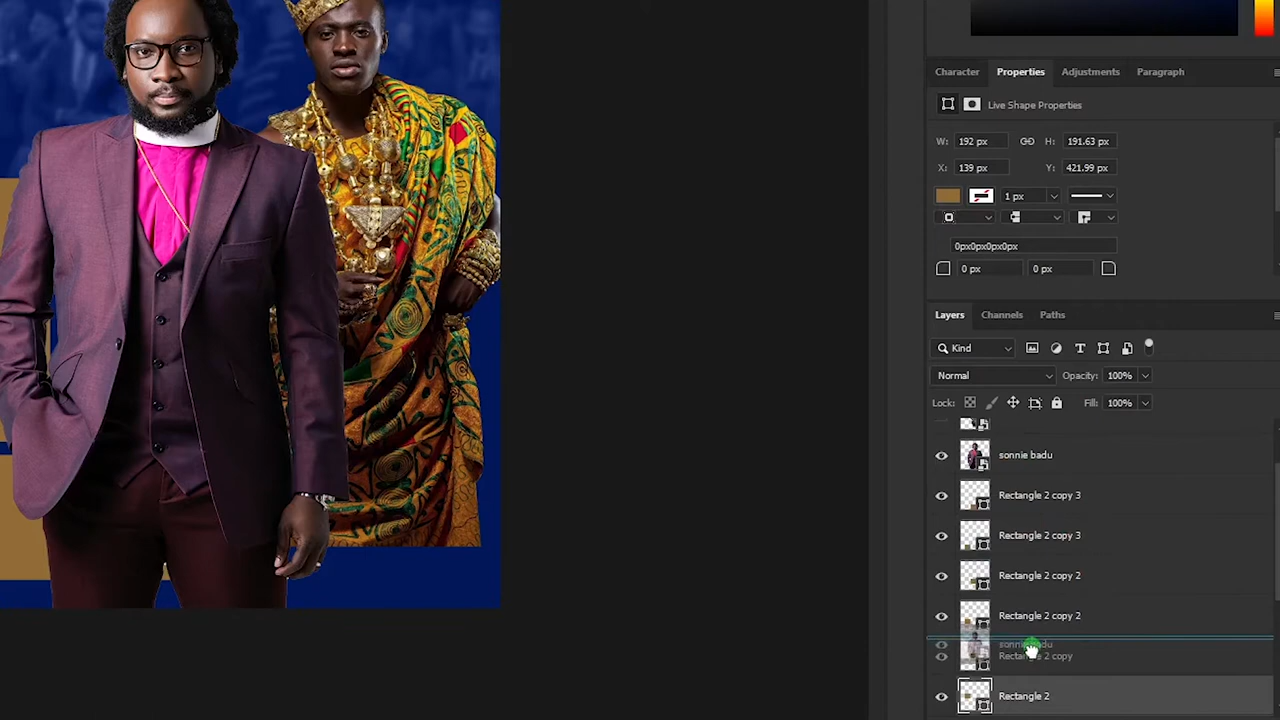 Character Properties Adjustments Paragraph
Live Shape Properties
W: 192 px H: 191.63 px
X: 139 px Y: 421.99 px
1 px
0px0px0px0px
0 px 0 px
Layers Channels Paths
Kind
Normal Opacity: 100%
Lock: Fill: 100%
sonnie badu
Rectangle 2 copy 3
Rectangle 2 copy 3
Rectangle 2 copy 2
Rectangle 2 copy 2
sonnie badu
Rectangle 2 copy
Rectangle 2